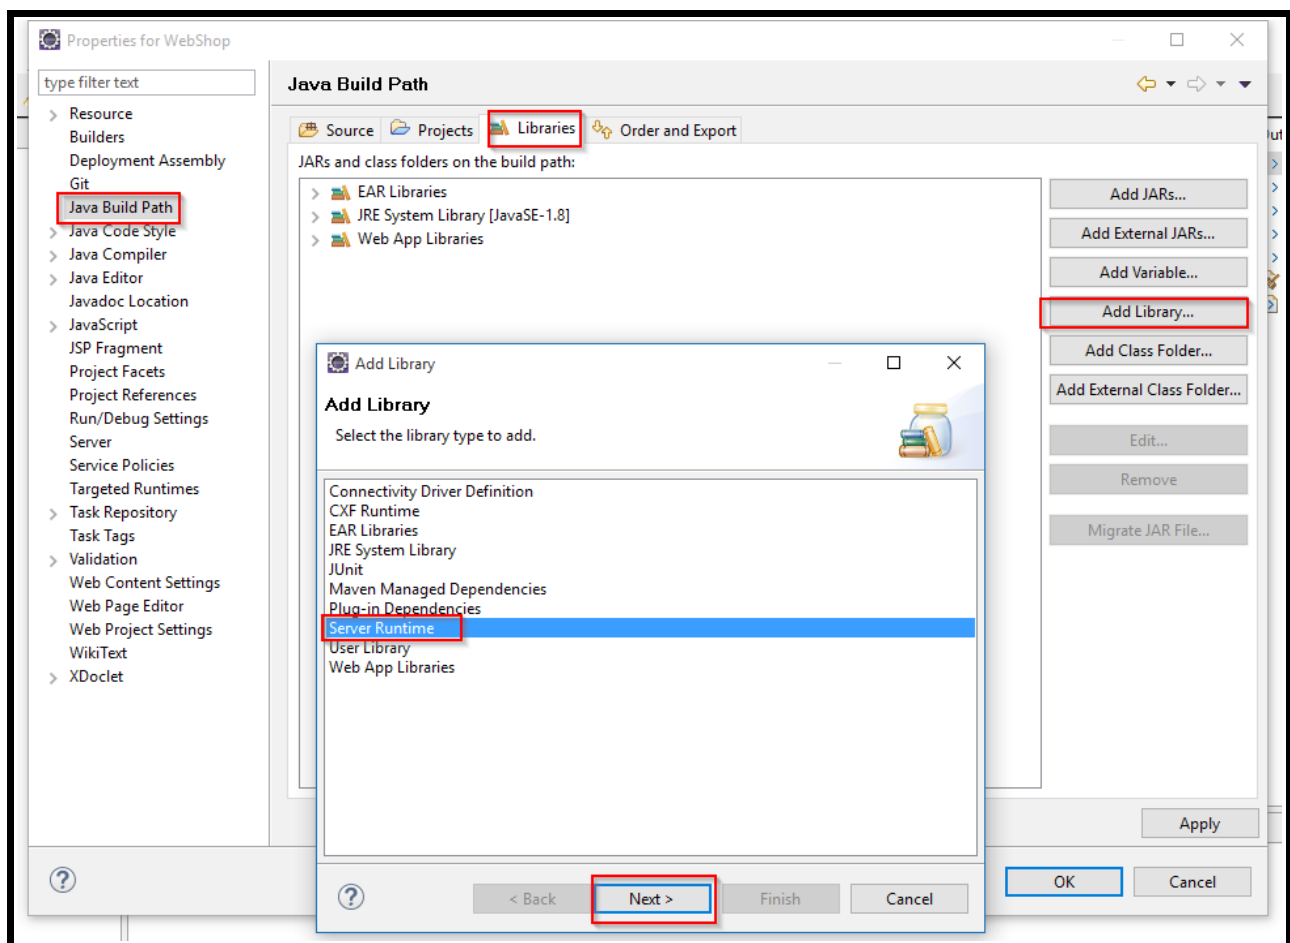 Properties for WebShop
type filter text
Resource
Builders
Deployment Assembly
Git
Java Build Path
Java Code Style
Java Compiler
Java Editor
Javadoc Location
JavaScript
JSP Fragment
Project Facets
Project References
Run/Debug Settings
Server
Service Policies
Targeted Runtimes
Task Repository
Task Tags
Validation
Web Content Settings
Web Page Editor
Web Project Settings
WikiText
XDoclet
Java Build Path
Source Projects Libraries Order and Export
JARs and class folders on the build path:
EAR Libraries
JRE System Library [JavaSE-1.8]
Web App Libraries
Add JARs...
Add External JARs...
Add Variable...
Add Library...
Add Class Folder...
Add External Class Folder...
Edit...
Remove
Migrate JAR File...
Add Library
Add Library
Select the library type to add.
Connectivity Driver Definition
CXF Runtime
EAR Libraries
JRE System Library
JUnit
Maven Managed Dependencies
Plug-in Dependencies
Server Runtime
User Library
Web App Libraries
< Back Next > Finish Cancel
Apply
OK Cancel